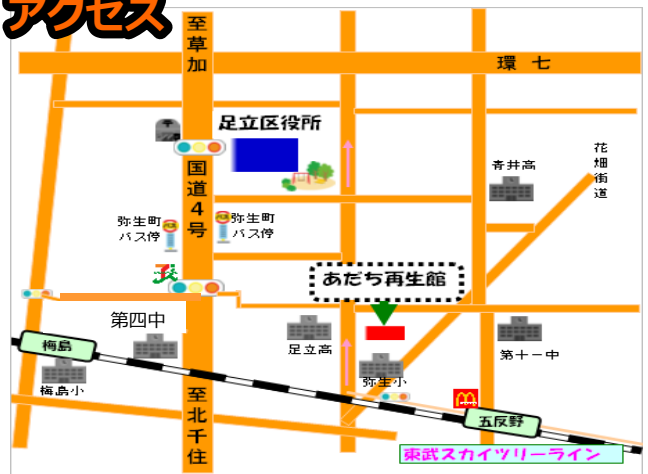 アクセス
至草加
環 七
足立区役所
花畑街道
青井高
国道4号
弥生町
バス停
弥生町
バス停
あだち再生館
第四中
足立高
第十一中
梅島
梅島小
弥生小
至北千住
五反野
東武スカイツリーライン